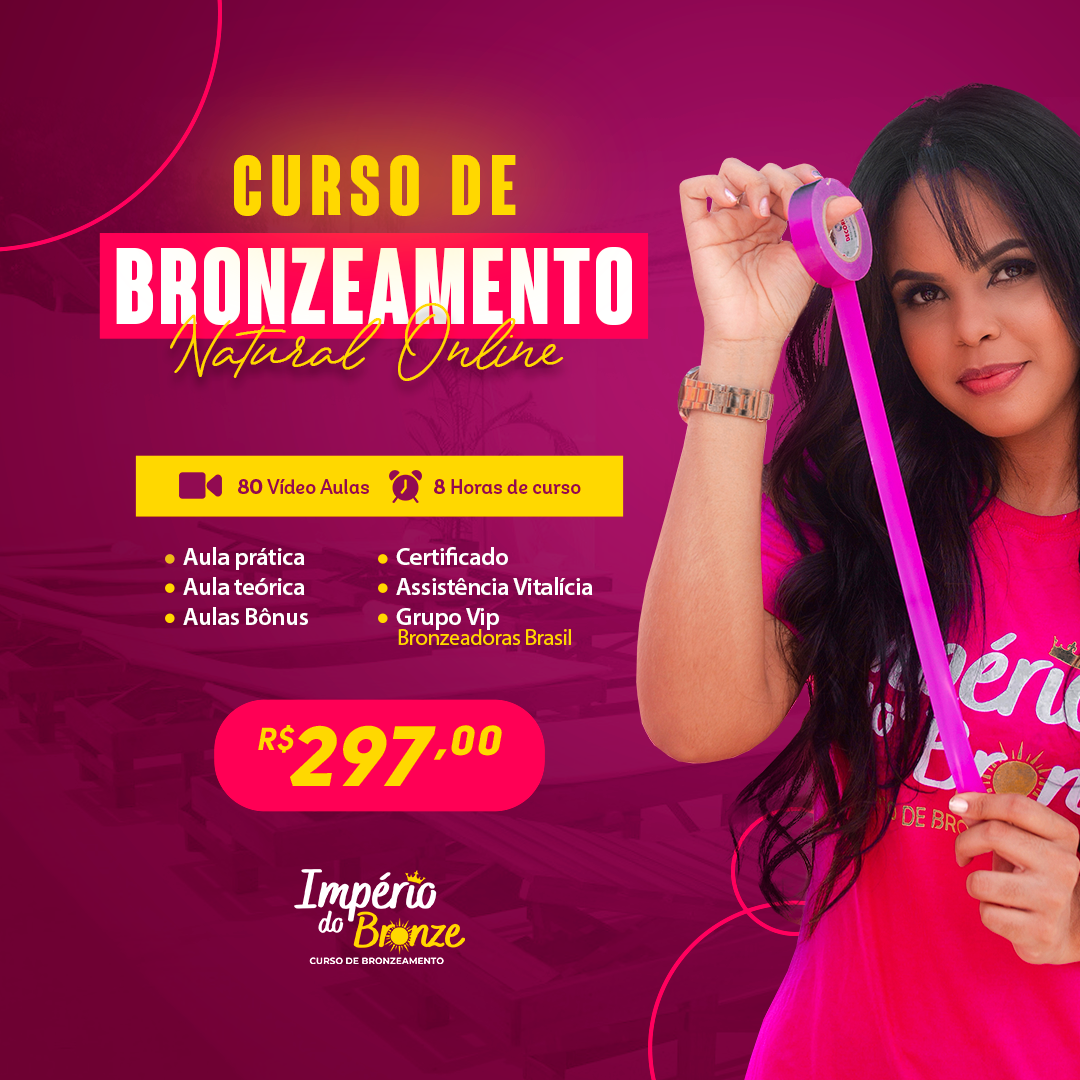 CURSO DE
BRONZEAMENTO
Natural Online
80 Vídeo Aulas 8 Horas de curso
• Aula prática
• Aula teórica
• Aulas Bônus
• Certificado
• Assistência Vitalícia
• Grupo Vip
Bronzeadoras Brasil
R$297,00
Império
do Bronze
CURSO DE BRONZEAMENTO